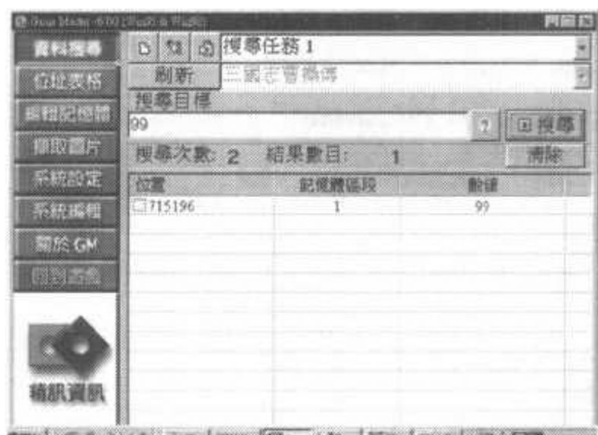 資料搜尋
位址表格
編輯記憶體
擷取圖片
系統設定
系統編輯
關於 GM
回到遊戲
精訊資訊
搜尋任務 1
刷新
三國志曹操傳
搜尋目標
99
?
搜尋
搜尋次數: 2 結果數目: 1
清除
位置 記憶體區段 數值
715196 1 99